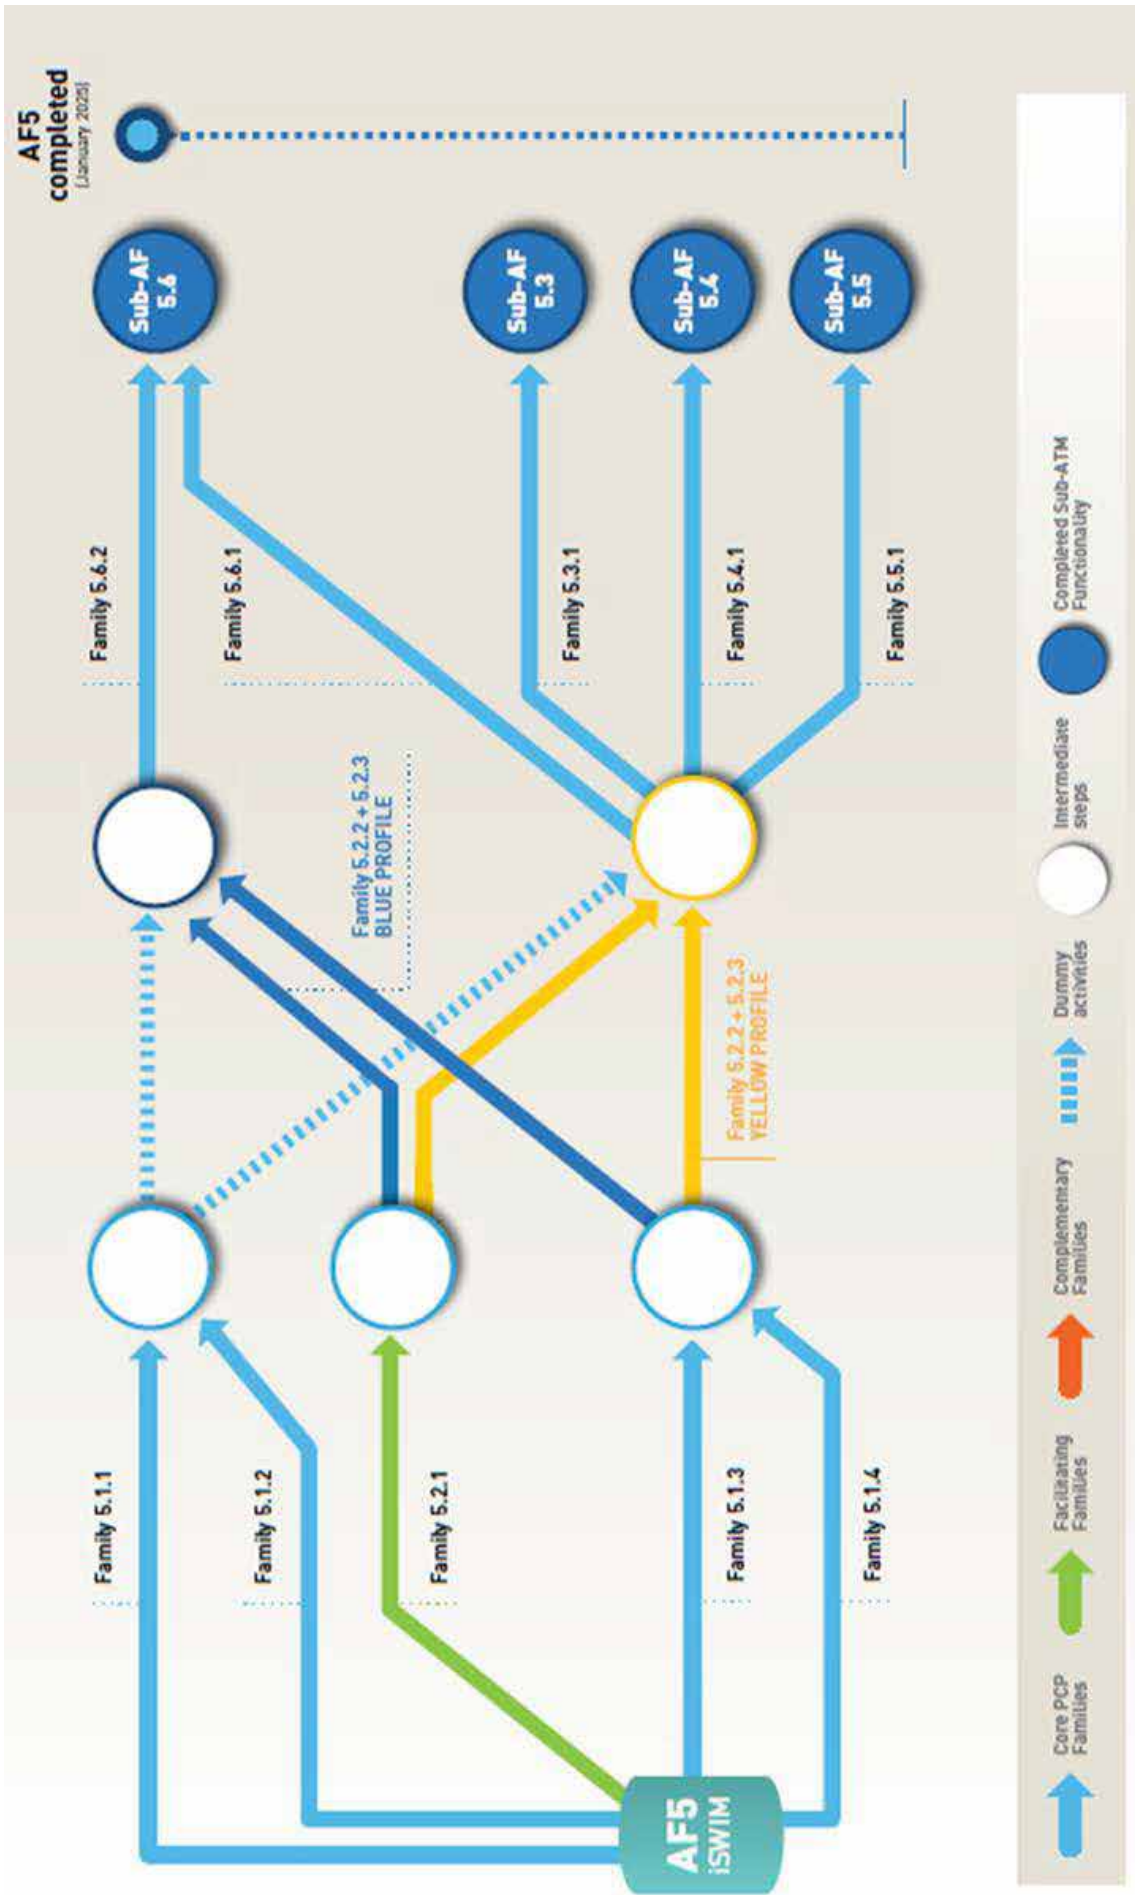 AF5
completed
(January 2025)
Sub-AF
5.6
Sub-AF
5.3
Sub-AF
5.4
Sub-AF
5.5
Family 5.6.2
Family 5.6.1
Family 5.3.1
Family 5.4.1
Family 5.5.1
Family 5.2.2 + 5.2.3
BLUE PROFILE
Family 5.2.2 + 5.2.3
YELLOW PROFILE
Family 5.1.1
Family 5.1.2
Family 5.2.1
Family 5.1.3
Family 5.1.4
AF5
iSWIM
Core PCP
Families
Facilitating
Families
Complementary
Families
Dummy
activities
Intermediate
steps
Completed Sub-ATM
Functionality